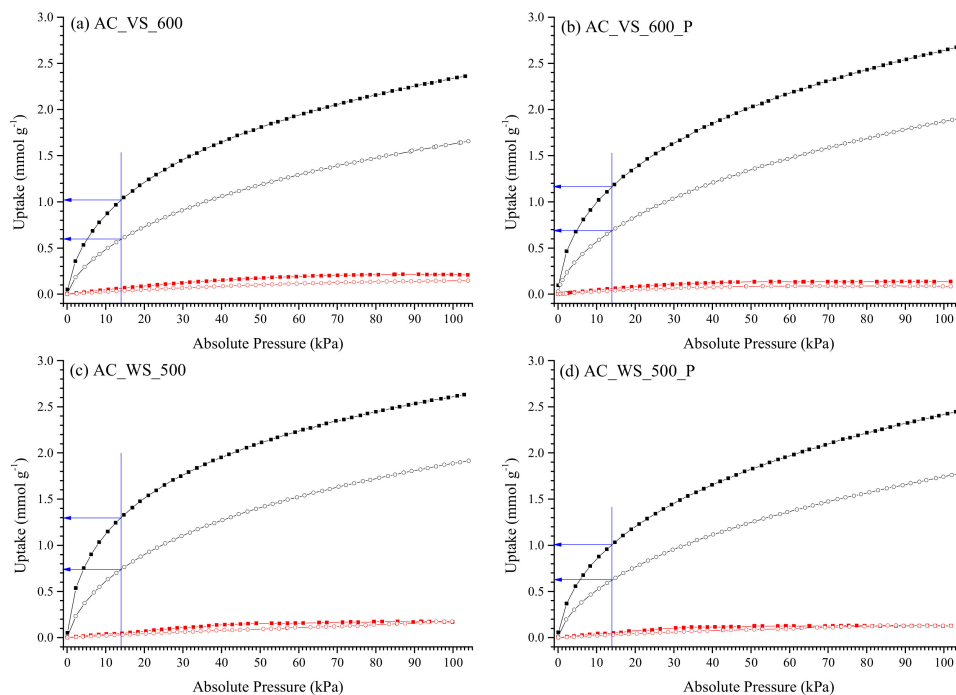 (a) AC_VS_600
3.0
2.5
2.0
1.5
1.0
0.5
0.0
Uptake (mmol g-1)
0 10 20 30 40 50 60 70 80 90 100
Absolute Pressure (kPa)
(b) AC_VS_600_P
3.0
2.5
2.0
1.5
1.0
0.5
0.0
Uptake (mmol g-1)
0 10 20 30 40 50 60 70 80 90 100
Absolute Pressure (kPa)
(c) AC_WS_500
3.0
2.5
2.0
1.5
1.0
0.5
0.0
Uptake (mmol g-1)
0 10 20 30 40 50 60 70 80 90 100
Absolute Pressure (kPa)
(d) AC_WS_500_P
3.0
2.5
2.0
1.5
1.0
0.5
0.0
Uptake (mmol g-1)
0 10 20 30 40 50 60 70 80 90 100
Absolute Pressure (kPa)